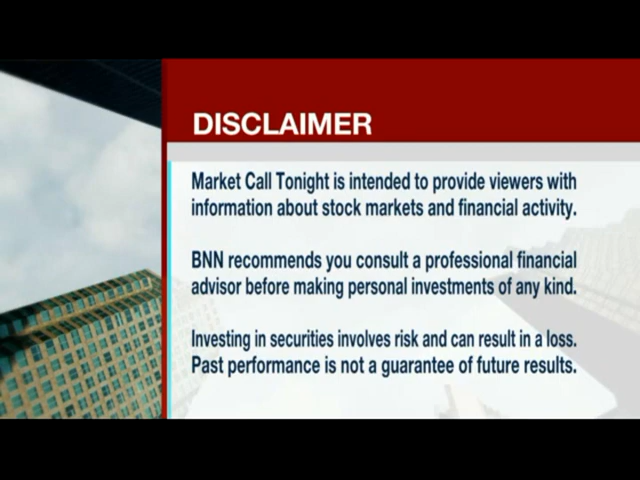 DISCLAIMER
Market Call Tonight is intended to provide viewers with
information about stock markets and financial activity.
BNN recommends you consult a professional financial
advisor before making personal investments of any kind.
Investing in securities involves risk and can result in a loss.
Past performance is not a guarantee of future results.